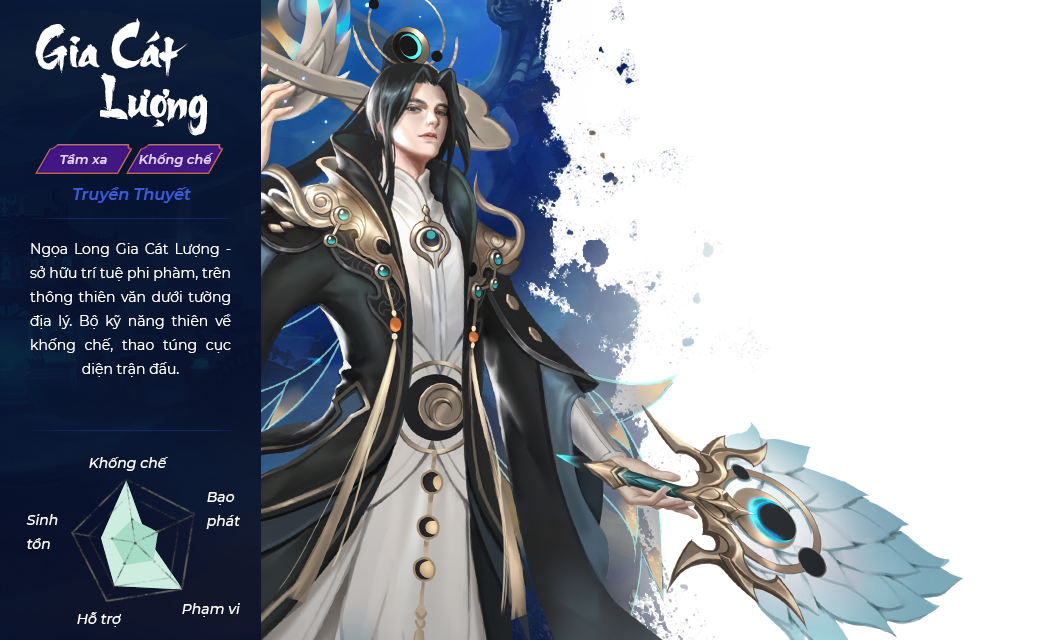 Gia Cát
Lượng
Tầm xa
Khống chế
Truyền Thuyết
Ngọa Long Gia Cát Lượng -
sở hữu trí tuệ phi phàm, trên
thông thiên văn dưới tường
địa lý. Bộ kỹ năng thiên về
khống chế, thao túng cục
diện trận đấu.
Khống chế
Bạo
phát
Sinh
tồn
Phạm vi
Hỗ trợ